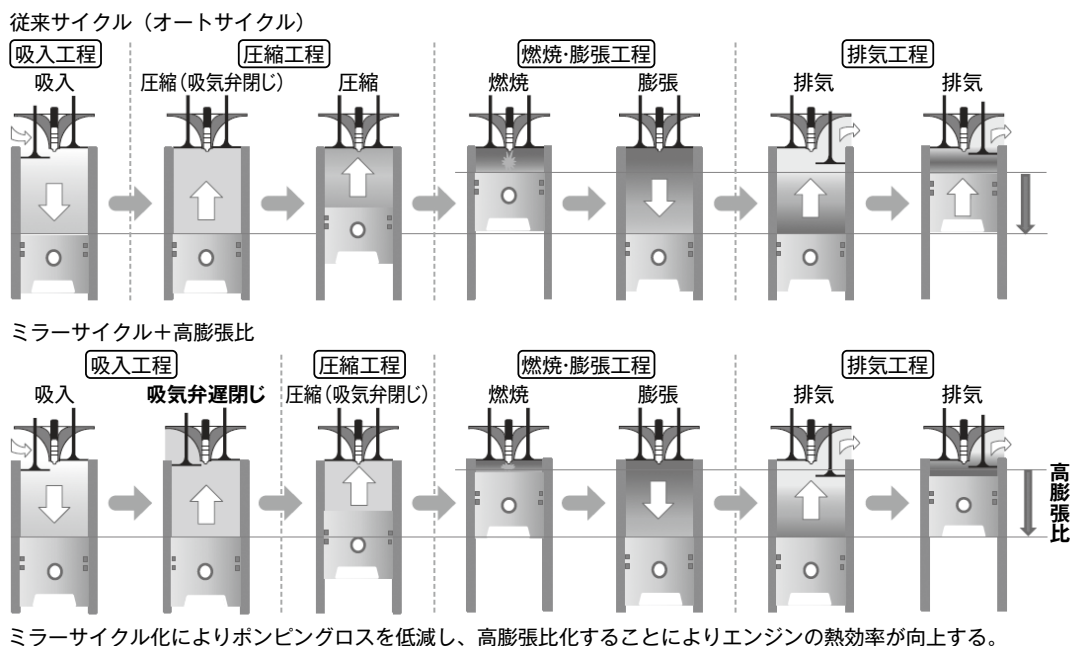 従来サイクル（オートサイクル）
吸入工程 圧縮工程 燃焼・膨張工程 排気工程
吸入 圧縮（吸気弁閉じ） 圧縮 燃焼 膨張 排気 排気
ミラーサイクル＋高膨張比
吸入工程 圧縮工程 燃焼・膨張工程 排気工程
吸入 吸気弁遅閉じ 圧縮（吸気弁閉じ） 燃焼 膨張 排気 排気
高膨張比
ミラーサイクル化によりポンピングロスを低減し、高膨張比化することによりエンジンの熱効率が向上する。